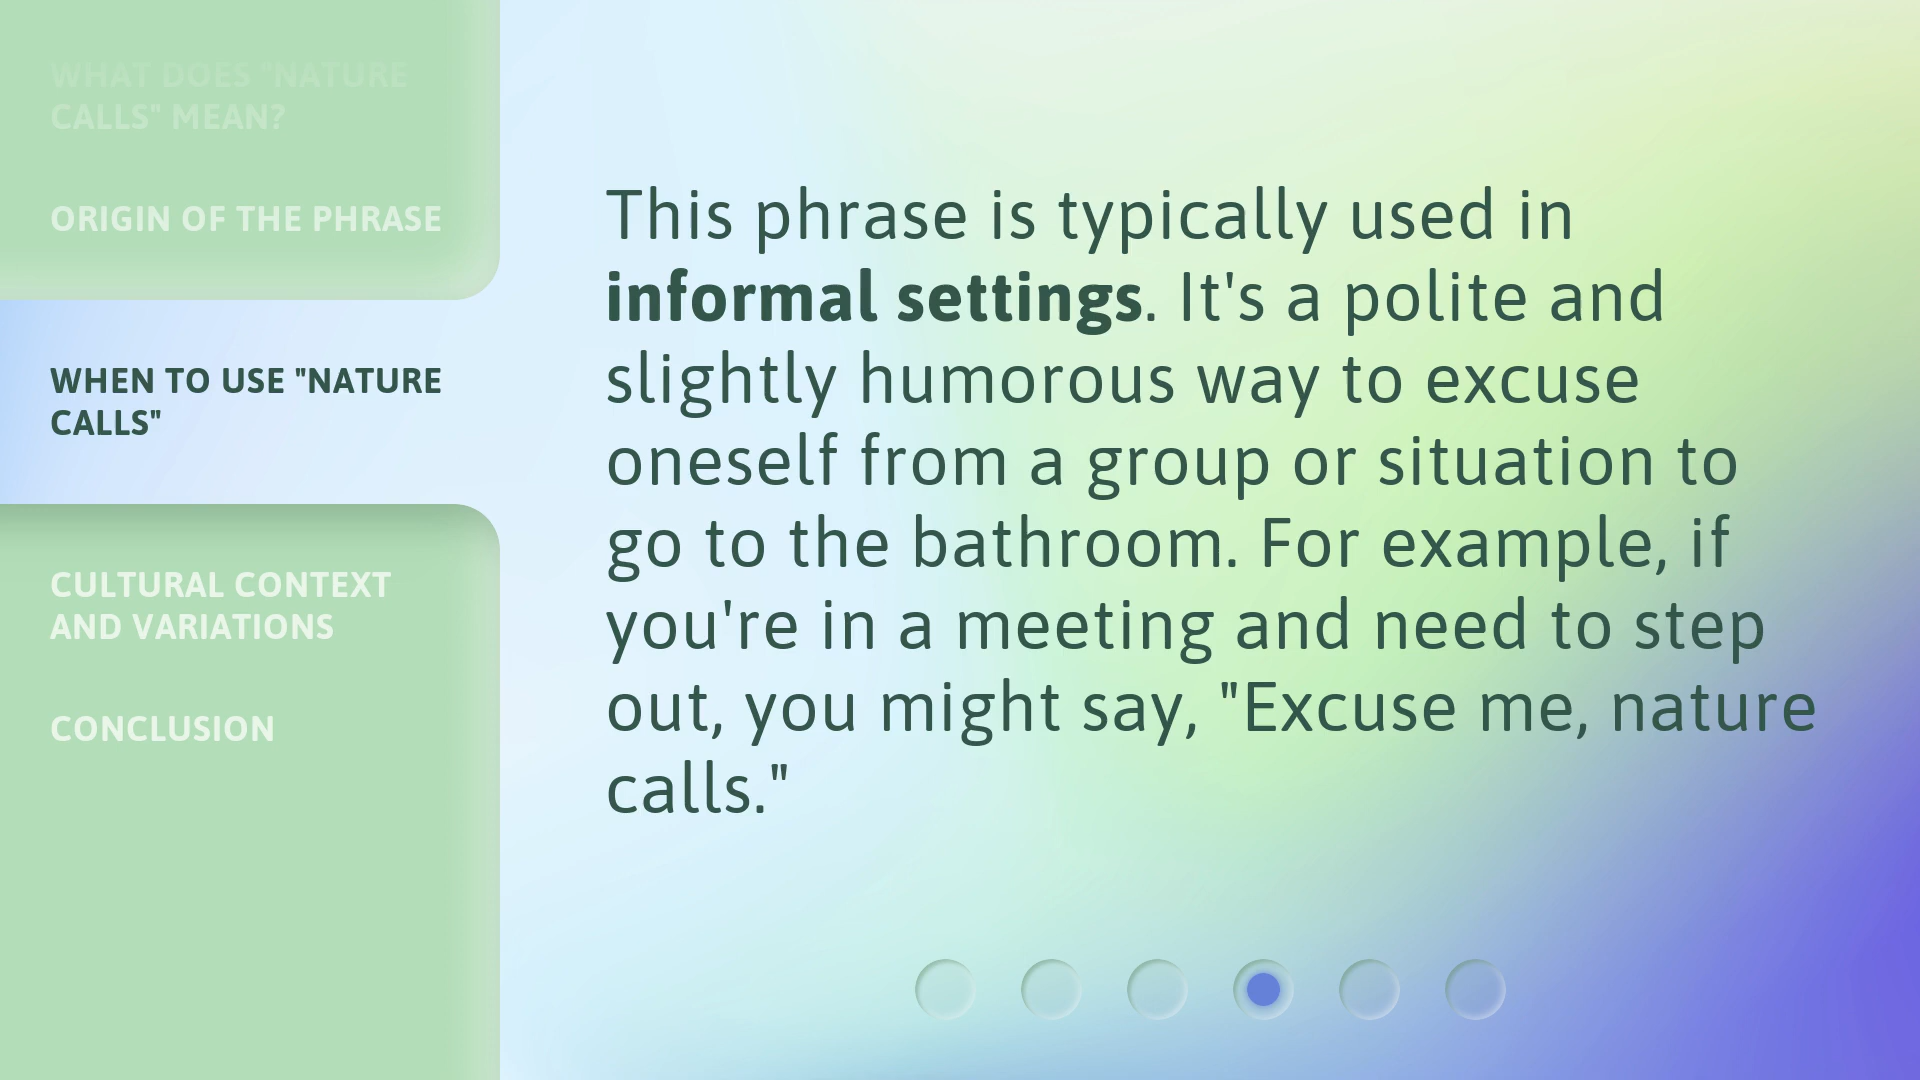 WHAT DOES "NATURE
CALLS" MEAN?
ORIGIN OF THE PHRASE
WHEN TO USE "NATURE
CALLS"
CULTURAL CONTEXT
AND VARIATIONS
CONCLUSION
This phrase is typically used in
informal settings. It's a polite and
slightly humorous way to excuse
oneself from a group or situation to
go to the bathroom. For example, if
you're in a meeting and need to step
out, you might say, "Excuse me, nature
calls."